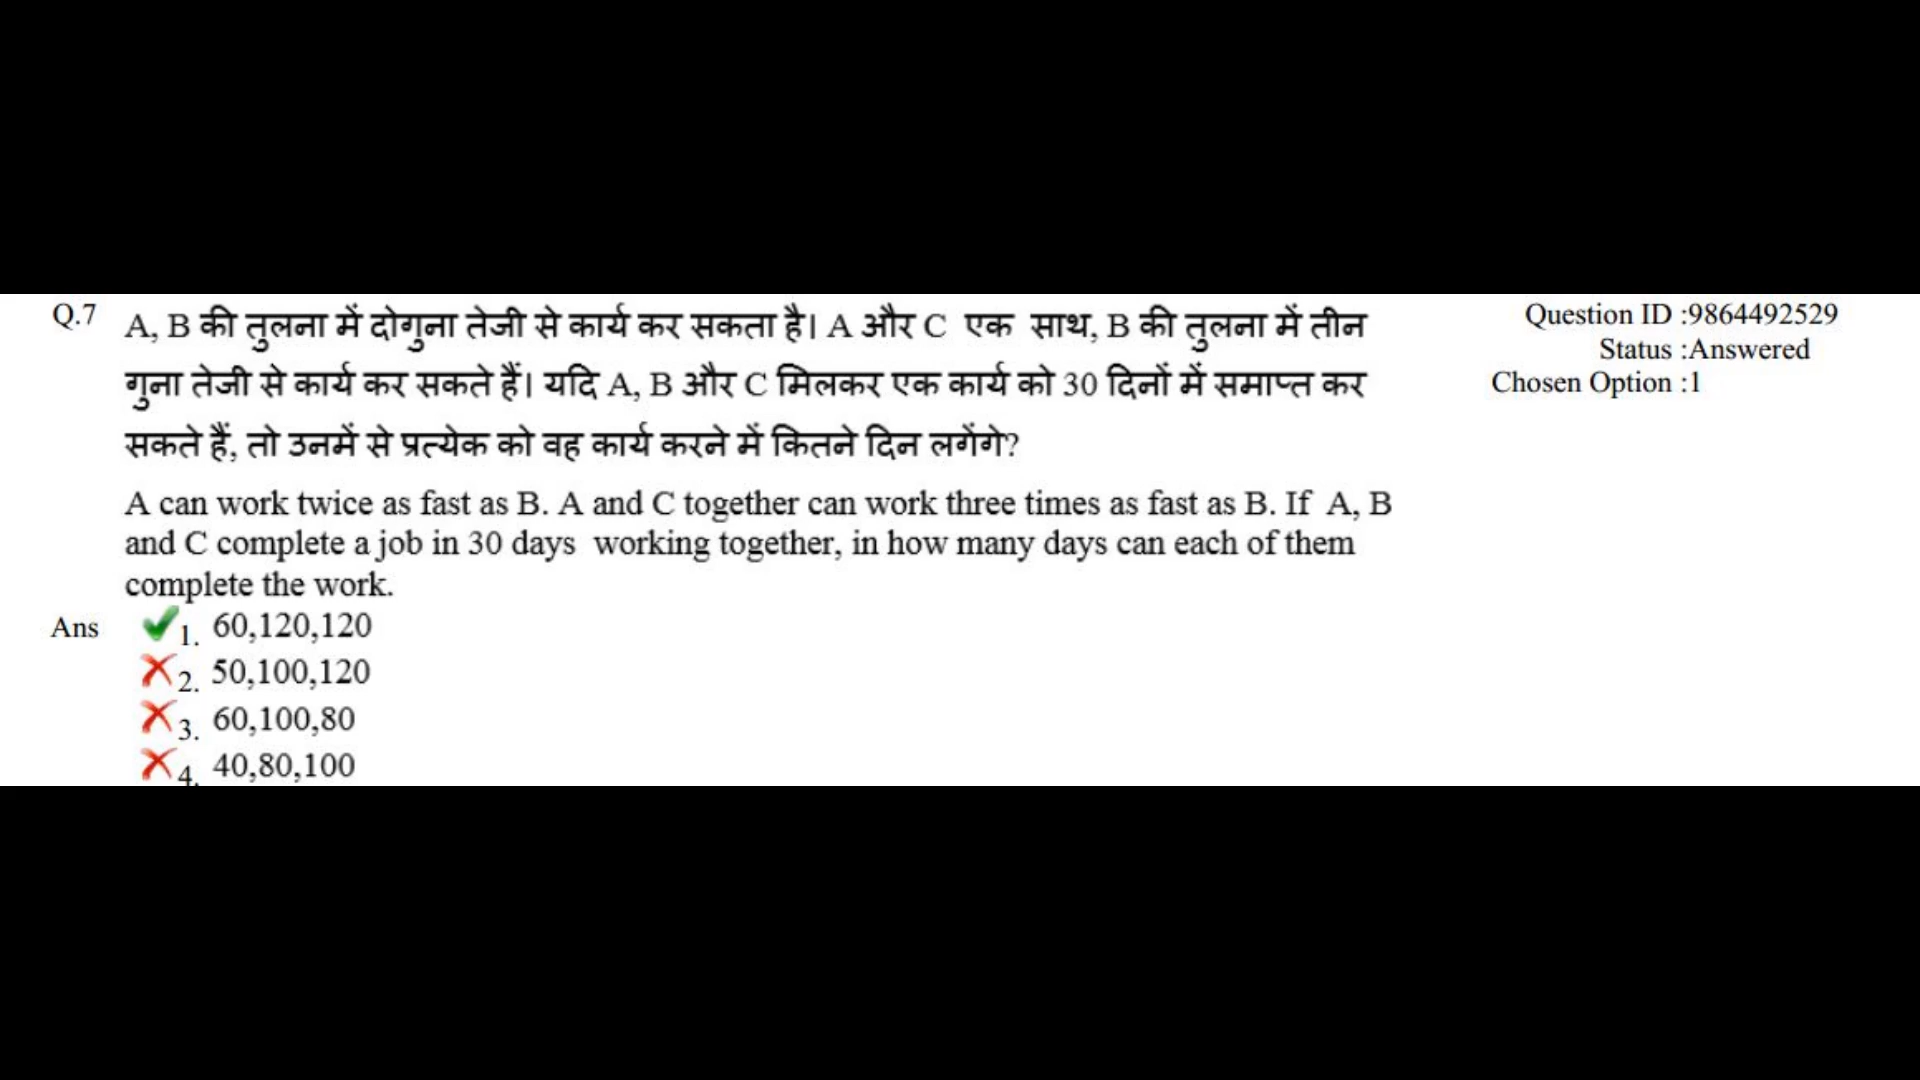 Q.7 A, B की तुलना में दोगुना तेजी से कार्य कर सकता है। A और C एक साथ, B की तुलना में तीन
गुना तेजी से कार्य कर सकते हैं। यदि A, B और C मिलकर एक कार्य को 30 दिनों में समाप्त कर
सकते हैं, तो उनमें से प्रत्येक को वह कार्य करने में कितने दिन लगेंगे?
A can work twice as fast as B. A and C together can work three times as fast as B. If A, B
and C complete a job in 30 days working together, in how many days can each of them
complete the work.
Ans 1. 60,120,120
2. 50,100,120
3. 60,100,80
4. 40,80,100
Question ID :9864492529
Status :Answered
Chosen Option :1